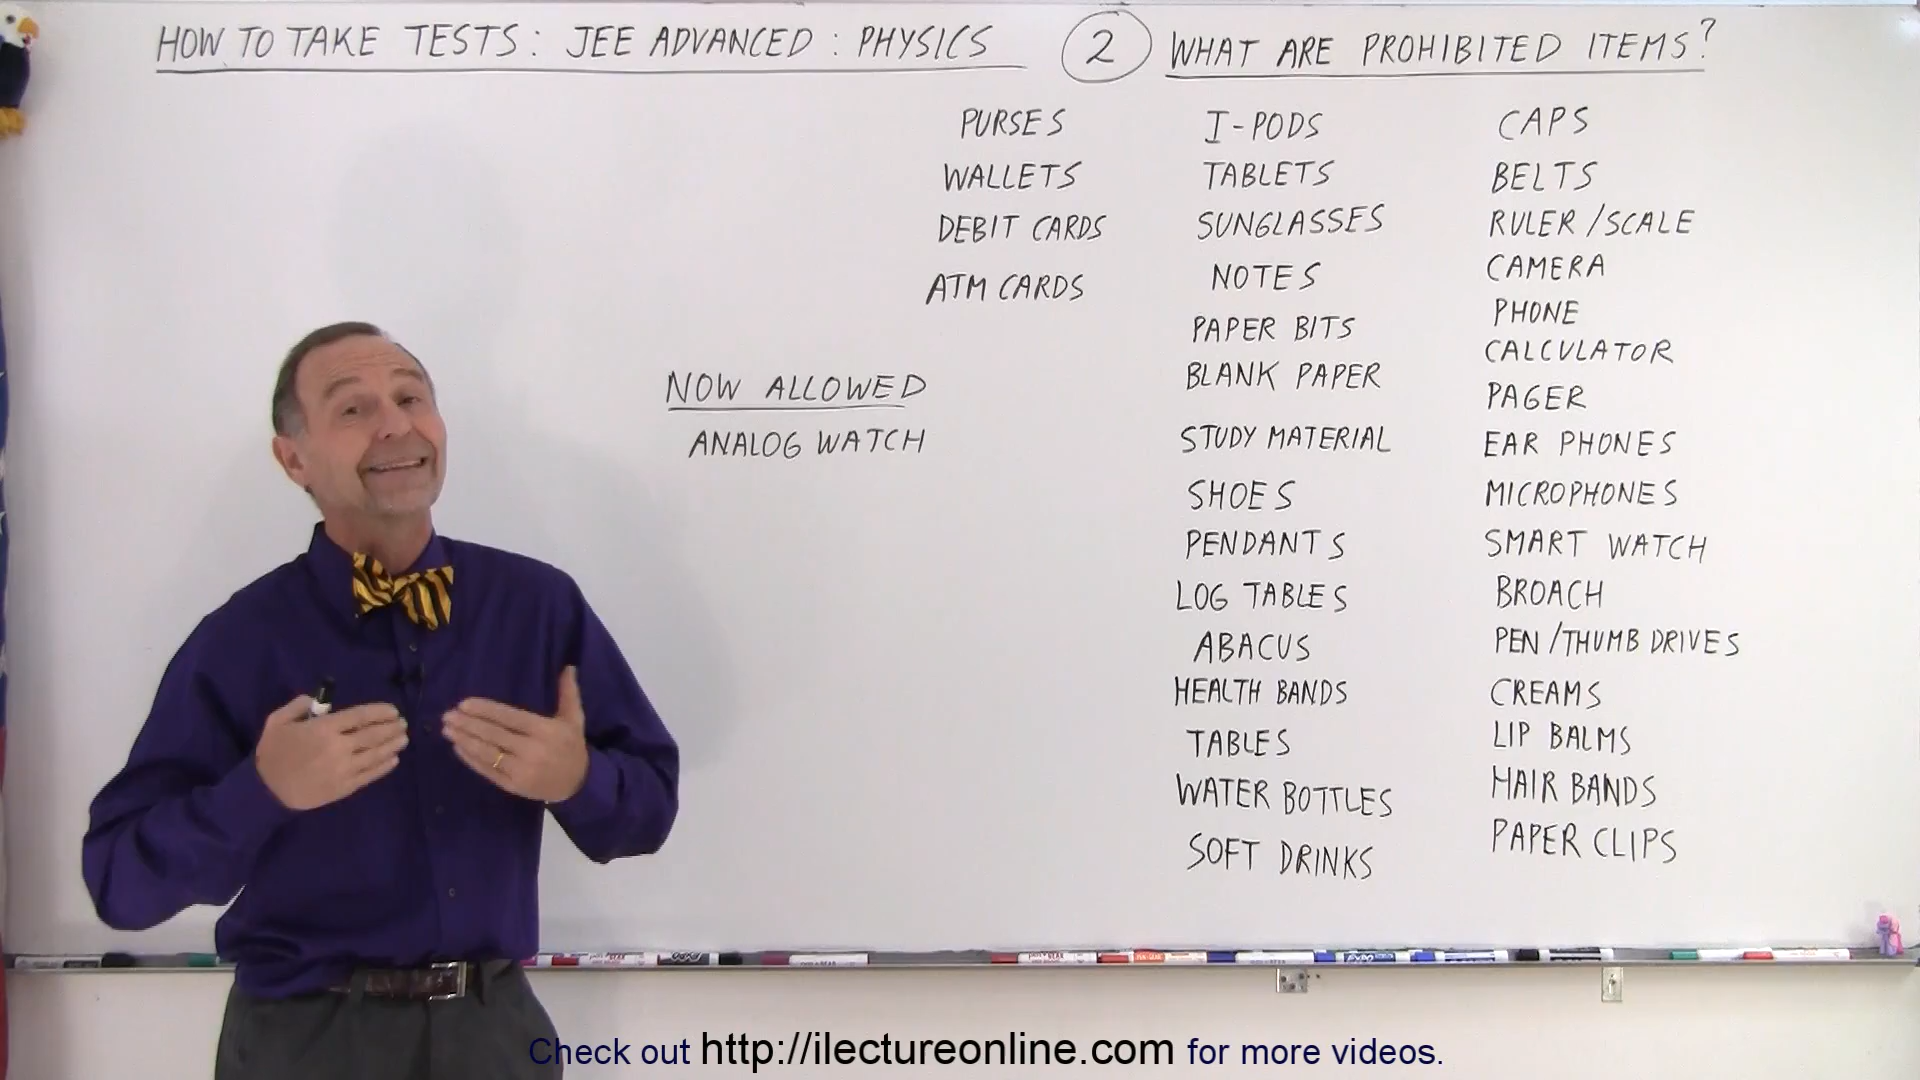 HOW TO TAKE TESTS: JEE ADVANCED: PHYSICS
2 WHAT ARE PROHIBITED ITEMS?
PURSES
WALLETS
DEBIT CARDS
ATM CARDS
NOW ALLOWED
ANALOG WATCH
I-PODS
TABLETS
SUNGLASSES
NOTES
PAPER BITS
BLANK PAPER
STUDY MATERIAL
SHOES
PENDANTS
LOG TABLES
ABACUS
HEALTH BANDS
TABLES
WATER BOTTLES
SOFT DRINKS
CAPS
BELTS
RULER/SCALE
CAMERA
PHONE
CALCULATOR
PAGER
EAR PHONES
MICROPHONES
SMART WATCH
BROACH
PEN/THUMB DRIVES
CREAMS
LIP BALMS
HAIR BANDS
PAPER CLIPS
Check out http://ilectureonline.com for more videos.